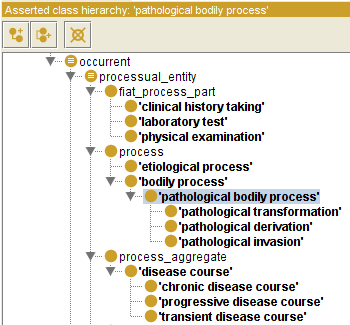 Asserted class hierarchy: 'pathological bodily process'
occurrent
processual_entity
fiat_process_part
'clinical history taking'
'laboratory test'
'physical examination'
process
'etiological process'
'bodily process'
'pathological bodily process'
'pathological transformation'
'pathological derivation'
'pathological invasion'
process_aggregate
'disease course'
'chronic disease course'
'progressive disease course'
'transient disease course'